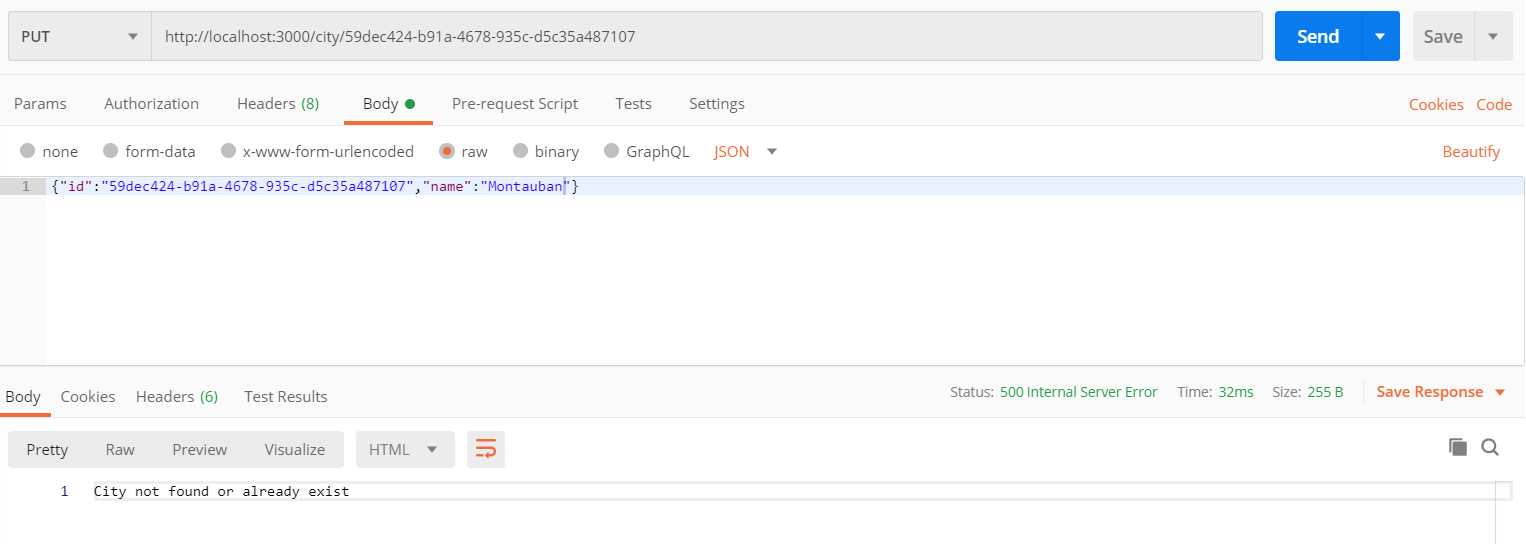 PUT http://localhost:3000/city/59dec424-b91a-4678-935c-d5c35a487107 Send Save
Params Authorization Headers (8) Body Pre-request Script Tests Settings Cookies Code
none form-data x-www-form-urlencoded raw binary GraphQL JSON Beautify
1 {"id":"59dec424-b91a-4678-935c-d5c35a487107","name":"Montauban"}
Body Cookies Headers (6) Test Results Status: 500 Internal Server Error Time: 32ms Size: 255 B Save Response
Pretty Raw Preview Visualize HTML
1 City not found or already exist